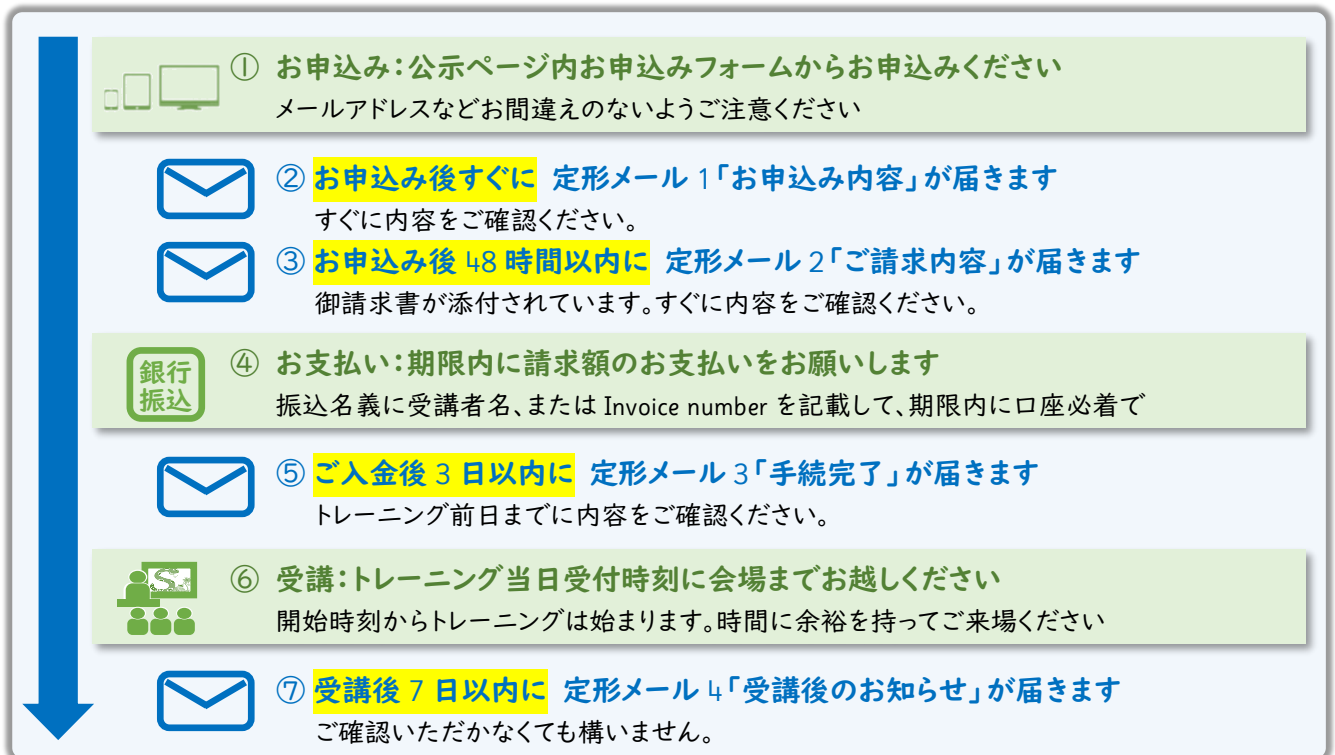 ① お申込み：公示ページ内お申込みフォームからお申込みください
メールアドレスなどお間違えのないようご注意ください
② お申込み後すぐに 定形メール 1「お申込み内容」が届きます
すぐに内容をご確認ください。
③ お申込み後 48 時間以内に 定形メール 2「ご請求内容」が届きます
御請求書が添付されています。すぐに内容をご確認ください。
銀行
振込
④ お支払い：期限内に請求額のお支払いをお願いします
振込名義に受講者名、または Invoice number を記載して、期限内に口座必着で
⑤ ご入金後 3 日以内に 定形メール 3「手続完了」が届きます
トレーニング前日までに内容をご確認ください。
⑥ 受講：トレーニング当日受付時刻に会場までお越しください
開始時刻からトレーニングは始まります。時間に余裕を持ってご来場ください
⑦ 受講後 7 日以内に 定形メール 4「受講後のお知らせ」が届きます
ご確認いただかなくても構いません。